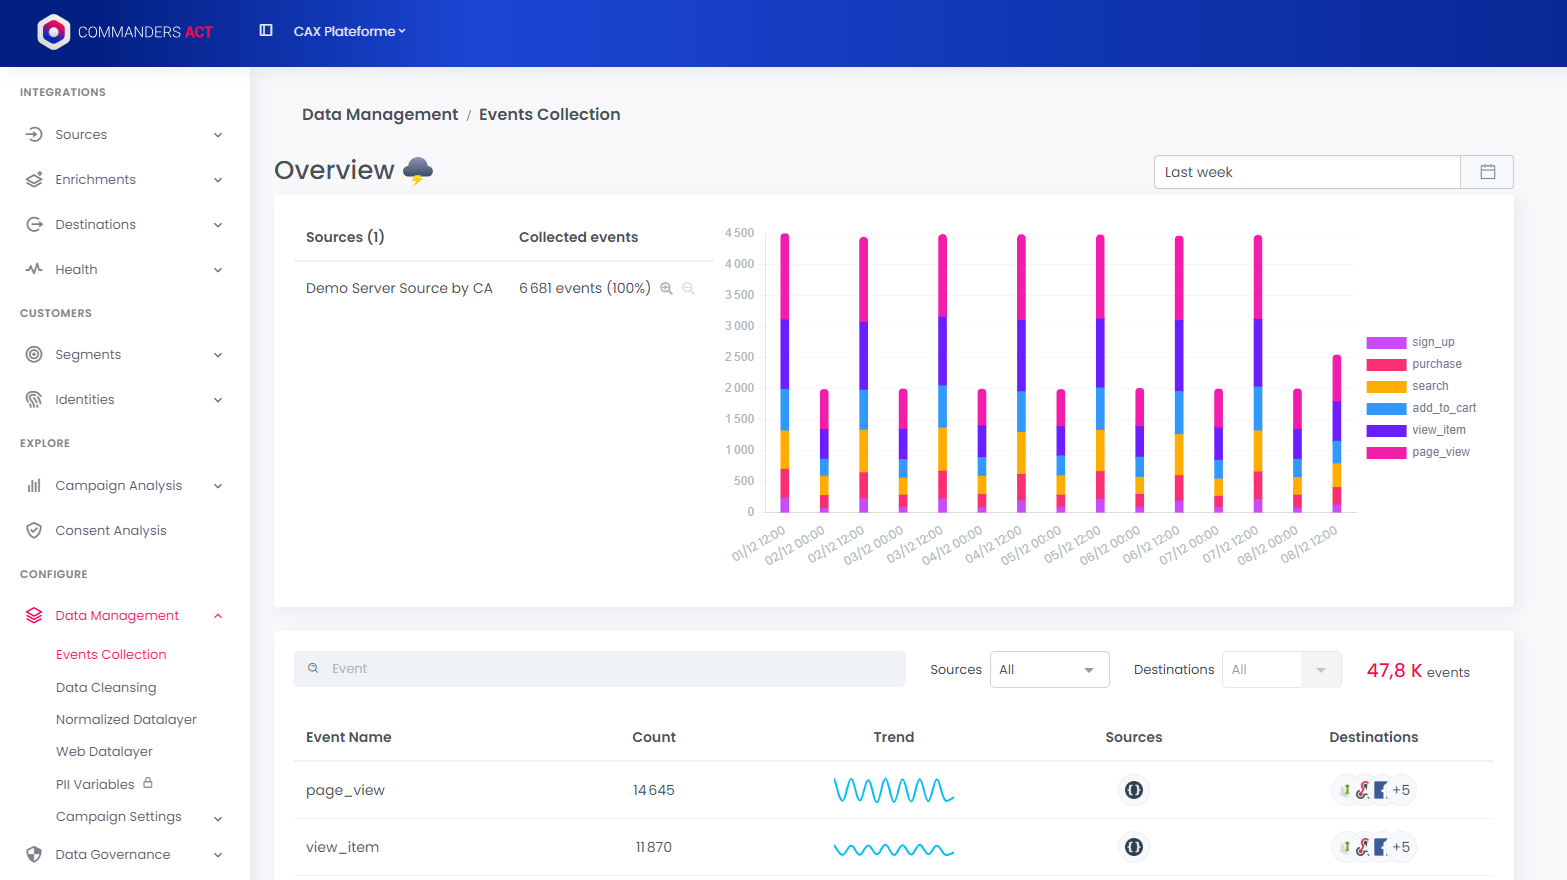 COMMANDERS ACT
CAX Plateforme
INTEGRATIONS
Sources
Enrichments
Destinations
Health
CUSTOMERS
Segments
Identities
EXPLORE
Campaign Analysis
Consent Analysis
CONFIGURE
Data Management
Events Collection
Data Cleansing
Normalized Datalayer
Web Datalayer
PII Variables
Campaign Settings
Data Governance
Data Management / Events Collection
Overview
Last week
Sources (1) Collected events
Demo Server Source by CA 6 681 events (100%)
4 500
4 000
3 500
3 000
2 500
2 000
1 500
1 000
500
0
01/12 12:00
02/12 00:00
02/12 12:00
03/12 00:00
03/12 12:00
04/12 00:00
04/12 12:00
05/12 00:00
05/12 12:00
06/12 00:00
06/12 12:00
07/12 00:00
07/12 12:00
08/12 00:00
08/12 12:00
sign_up
purchase
search
add_to_cart
view_item
page_view
Event
Sources All Destinations All 47,8 K events
Event Name Count Trend Sources Destinations
page_view 14 645 +5
view_item 11 870 +5